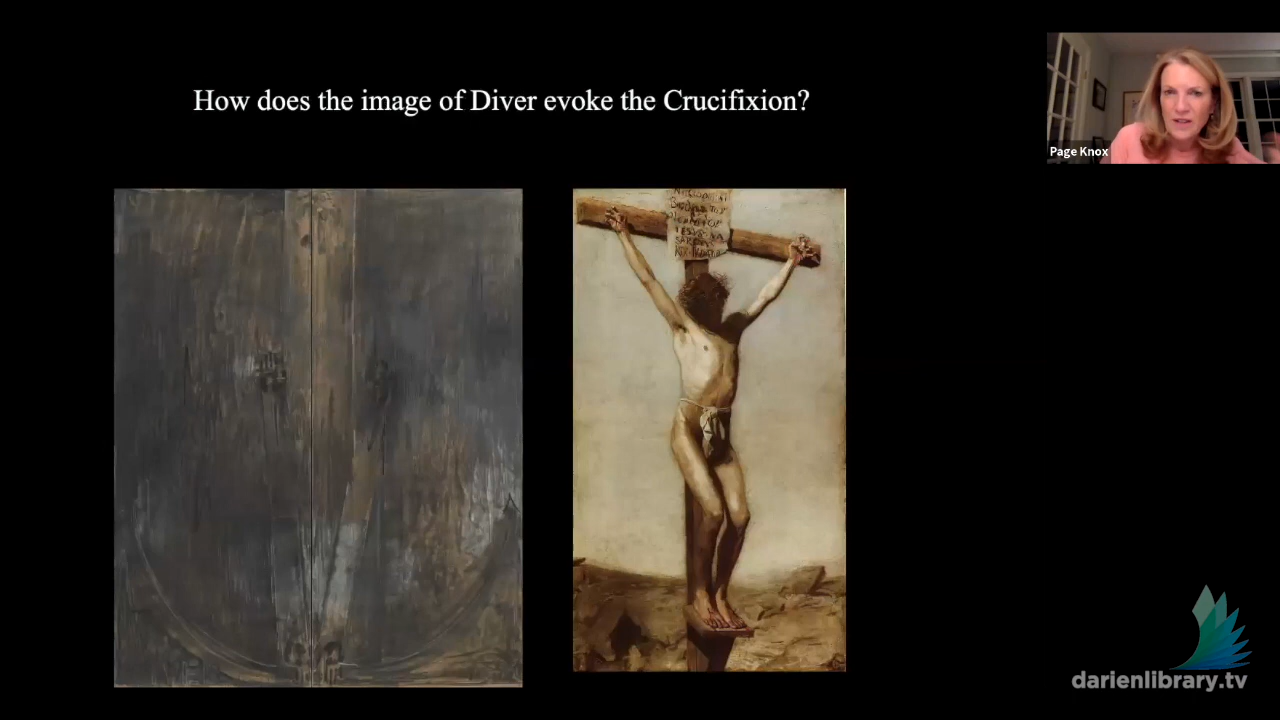 How does the image of Diver evoke the Crucifixion?
Page Knox
darienlibrary.tv